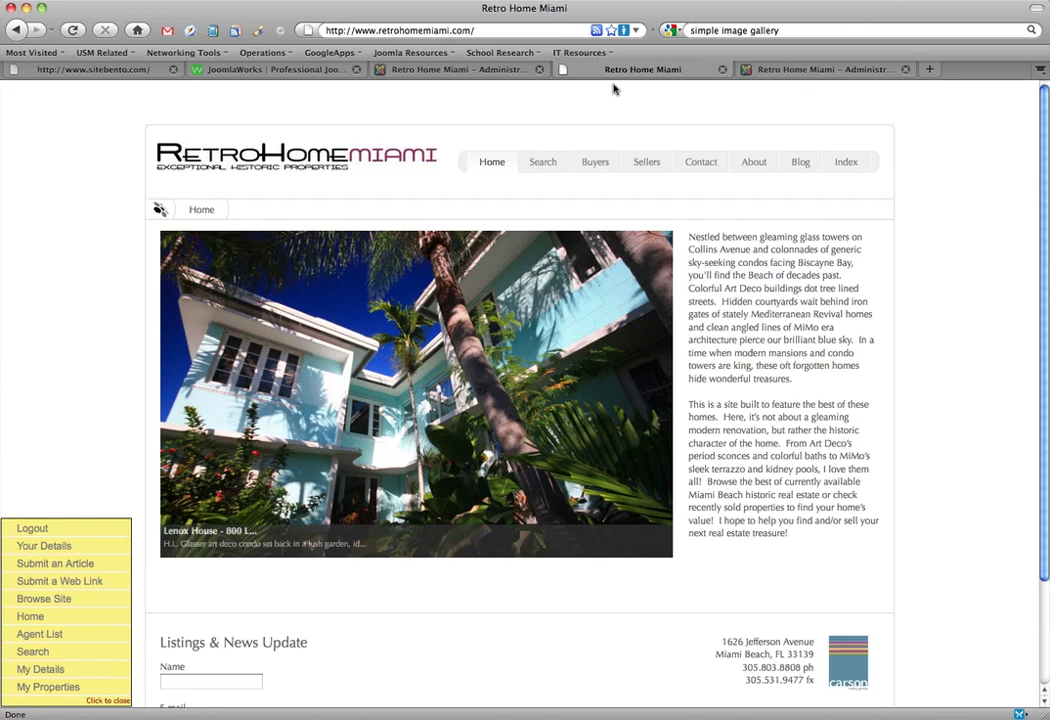 Retro Home Miami
http://www.retrohomemiami.com/
simple image gallery
Most Visited USM Related Networking Tools Operations GoogleApps Joomla Resources School Research IT Resources
http://www.sitebento.com/ JoomlaWorks | Professional Joo... Retro Home Miami - Administr... Retro Home Miami Retro Home Miami - Administr...
RETROHOMEMIAMI
EXCEPTIONAL HISTORIC PROPERTIES
Home Search Buyers Sellers Contact About Blog Index
Home
Nestled between gleaming glass towers on
Collins Avenue and colonnades of generic
sky-seeking condos facing Biscayne Bay,
you'll find the Beach of decades past.
Colorful Art Deco buildings dot tree lined
streets. Hidden courtyards wait behind iron
gates of stately Mediterranean Revival homes
and clean angled lines of MiMo era
architecture pierce our brilliant blue sky. In a
time when modern mansions and condo
towers are king, these oft forgotten homes
hide wonderful treasures.
This is a site built to feature the best of these
homes. Here, it's not about a gleaming
modern renovation, but rather the historic
character of the home. From Art Deco's
period sconces and colorful baths to MiMo's
sleek terrazzo and kidney pools, I love them
all! Browse the best of currently available
Miami Beach historic real estate or check
recently sold properties to find your home's
value! I hope to help you find and/or sell your
next real estate treasure!
Lenox House - 800 L...
H.L. Glasser art deco condo set back in a lush garden, id...
Logout
Your Details
Submit an Article
Submit a Web Link
Browse Site
Home
Agent List
Search
My Details
My Properties
Click to close
Listings & News Update
Name
E-mail
1626 Jefferson Avenue
Miami Beach, FL 33139
305.803.8808 ph
305.531.9477 fx
carson
Done